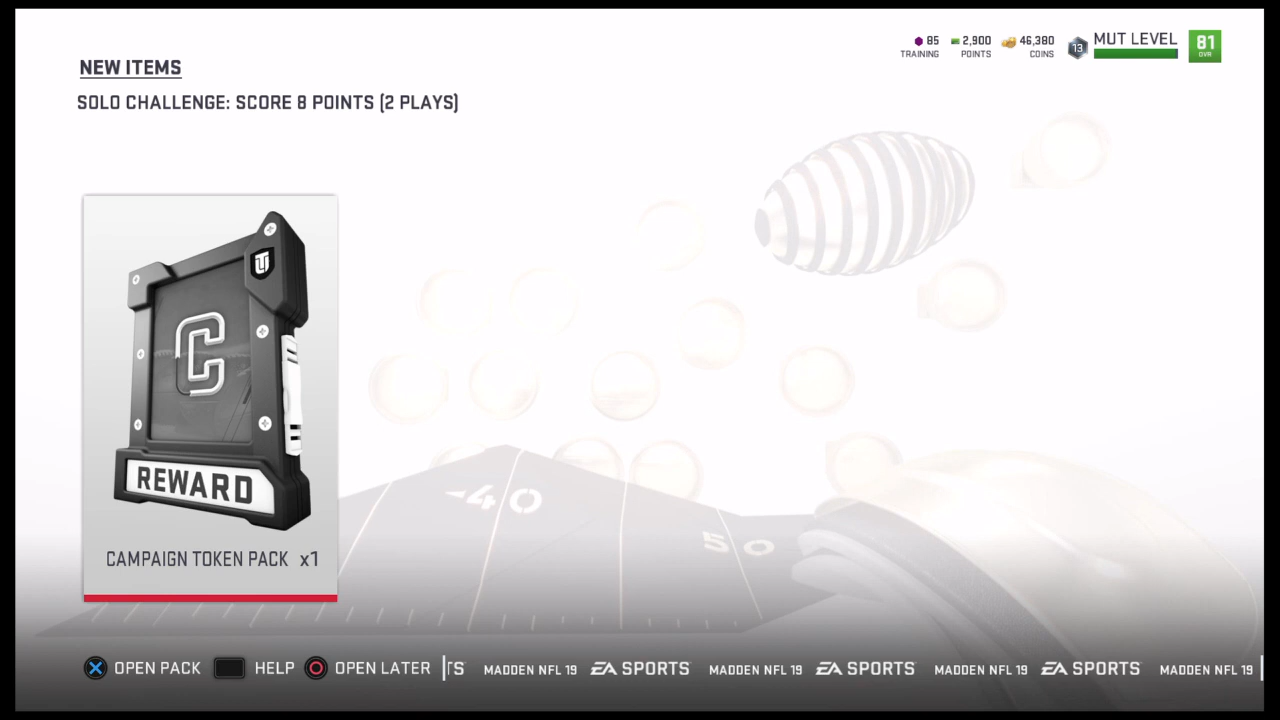 NEW ITEMS
SOLO CHALLENGE: SCORE 8 POINTS (2 PLAYS)
85
TRAINING
2,900
POINTS
46,380
COINS
13
MUT LEVEL
81
OVR
UT
C
REWARD
CAMPAIGN TOKEN PACK x1
40
50
OPEN PACK HELP OPEN LATER TS MADDEN NFL 19 EA SPORTS MADDEN NFL 19 EA SPORTS MADDEN NFL 19 EA SPORTS MADDEN NFL 19